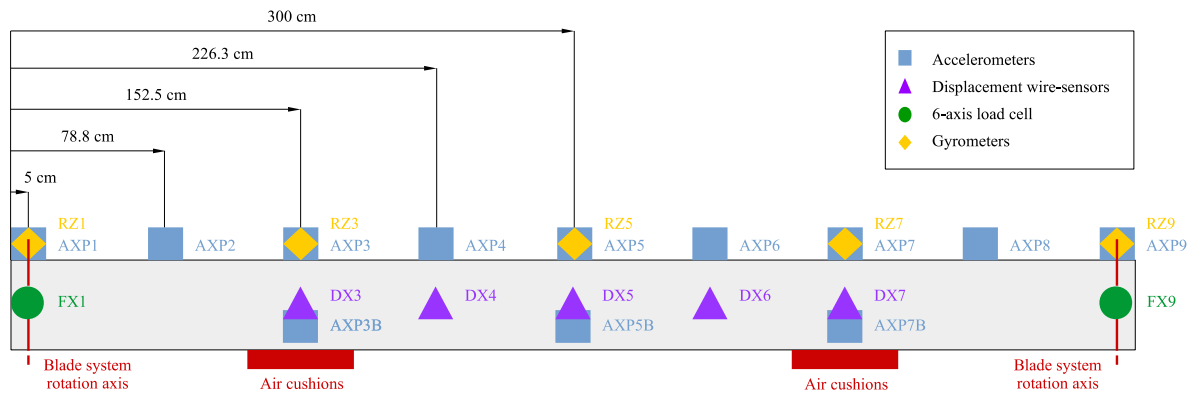 300 cm
226.3 cm
152.5 cm
78.8 cm
5 cm
Accelerometers
Displacement wire-sensors
6-axis load cell
Gyrometers
RZ1
AXP1
AXP2
RZ3
AXP3
AXP4
RZ5
AXP5
AXP6
RZ7
AXP7
AXP8
RZ9
AXP9
FX1
DX3
DX4
DX5
DX6
DX7
FX9
AXP3B
AXP5B
AXP7B
Blade system
rotation axis
Air cushions
Air cushions
Blade system
rotation axis